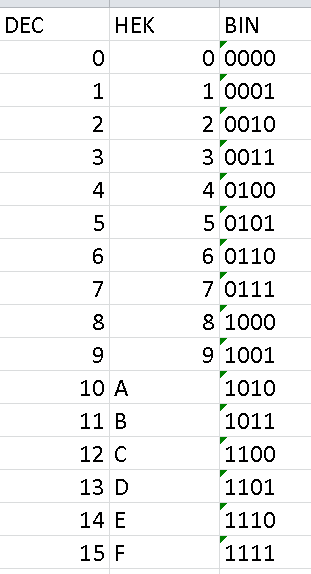 DEC HEK BIN
0 0 0000
1 1 0001
2 2 0010
3 3 0011
4 4 0100
5 5 0101
6 6 0110
7 7 0111
8 8 1000
9 9 1001
10 A 1010
11 B 1011
12 C 1100
13 D 1101
14 E 1110
15 F 1111